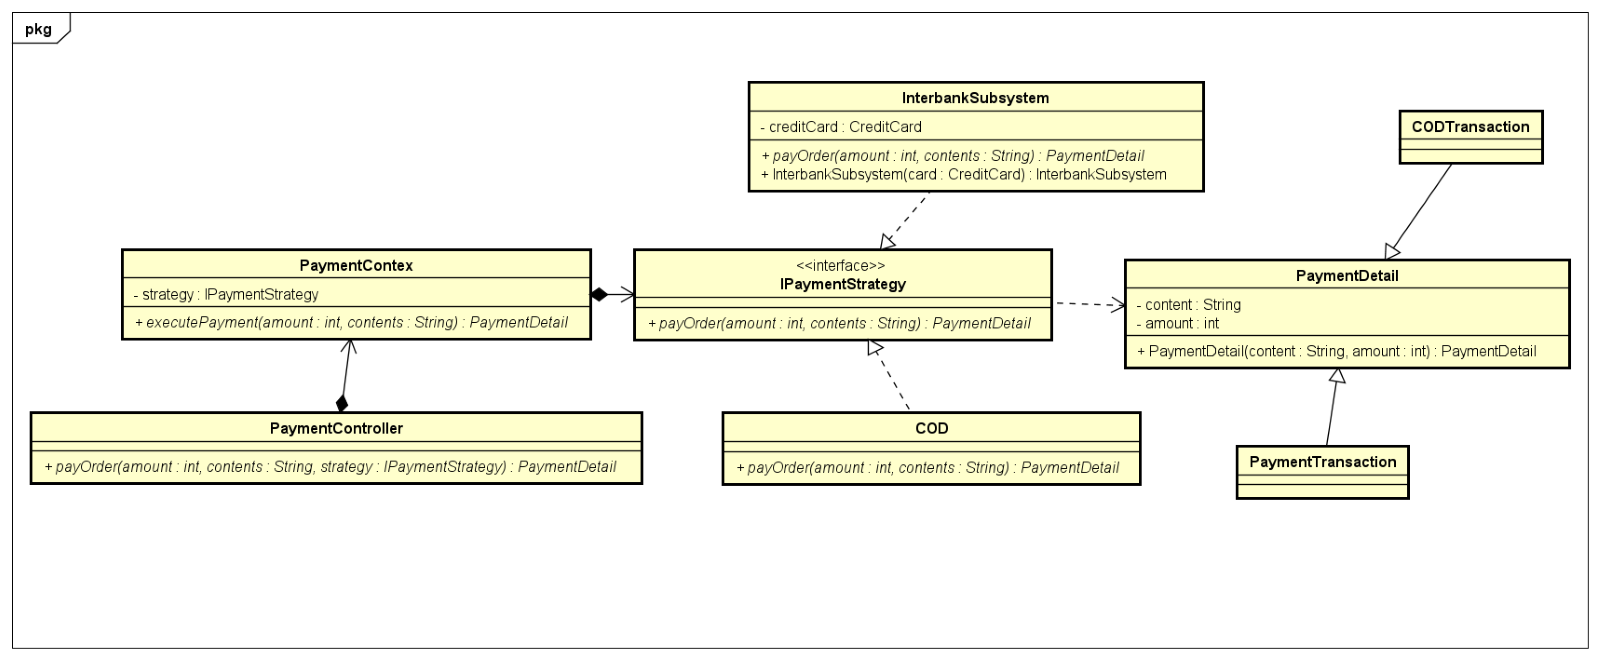 pkg
InterbankSubsystem
- creditCard : CreditCard
+ payOrder(amount : int, contents : String) : PaymentDetail
+ InterbankSubsystem(card : CreditCard) : InterbankSubsystem
CODTransaction
PaymentContex
- strategy : IPaymentStrategy
+ executePayment(amount : int, contents : String) : PaymentDetail
<<interface>>
IPaymentStrategy
+ payOrder(amount : int, contents : String) : PaymentDetail
PaymentDetail
- content : String
- amount : int
+ PaymentDetail(content : String, amount : int) : PaymentDetail
PaymentController
+ payOrder(amount : int, contents : String, strategy : IPaymentStrategy) : PaymentDetail
COD
+ payOrder(amount : int, contents : String) : PaymentDetail
PaymentTransaction